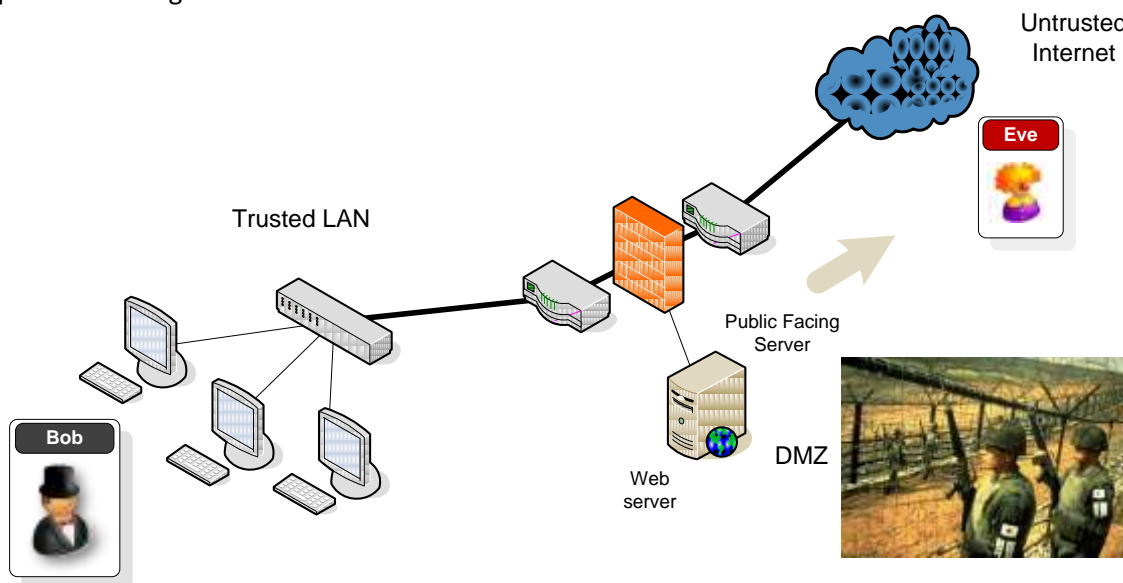 Untrusted
Internet
Eve
Trusted LAN
Public Facing
Server
Bob
DMZ
Web
server